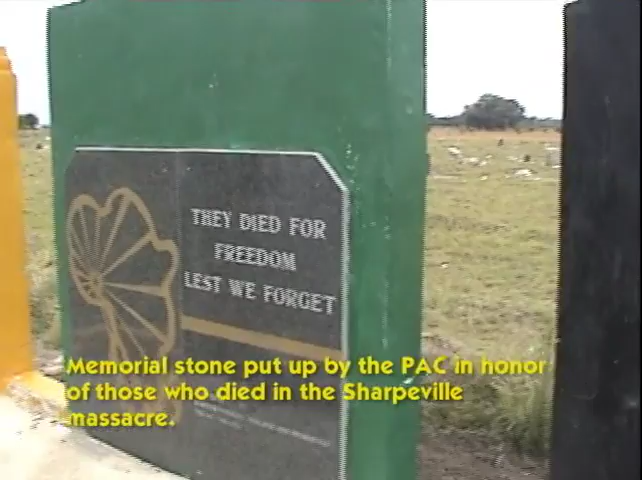 THEY DIED FOR
FREEDOM
LEST WE FORGET
Memorial stone put up by the PAC in honor
of those who died in the Sharpeville
massacre.